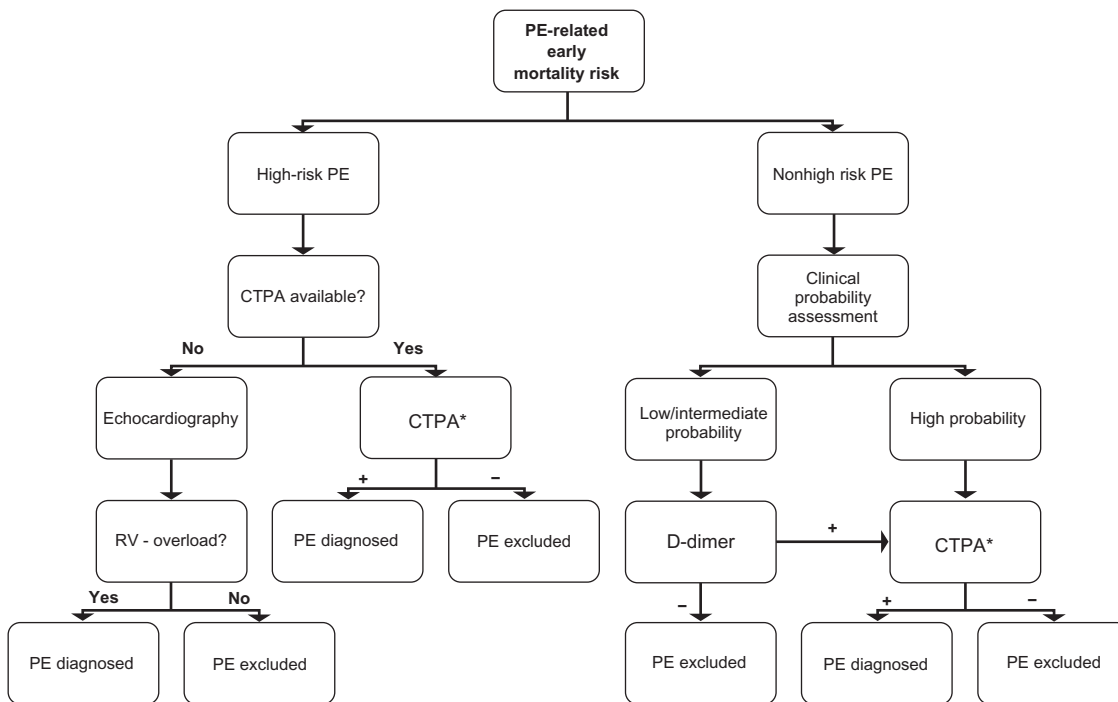 PE-related
early
mortality risk
High-risk PE
Nonhigh risk PE
CTPA available?
Clinical
probability
assessment
No
Yes
Echocardiography
CTPA*
Low/intermediate
probability
High probability
+
−
RV - overload?
PE diagnosed
PE excluded
D-dimer
+
CTPA*
Yes
No
−
+
−
PE diagnosed
PE excluded
PE excluded
PE diagnosed
PE excluded